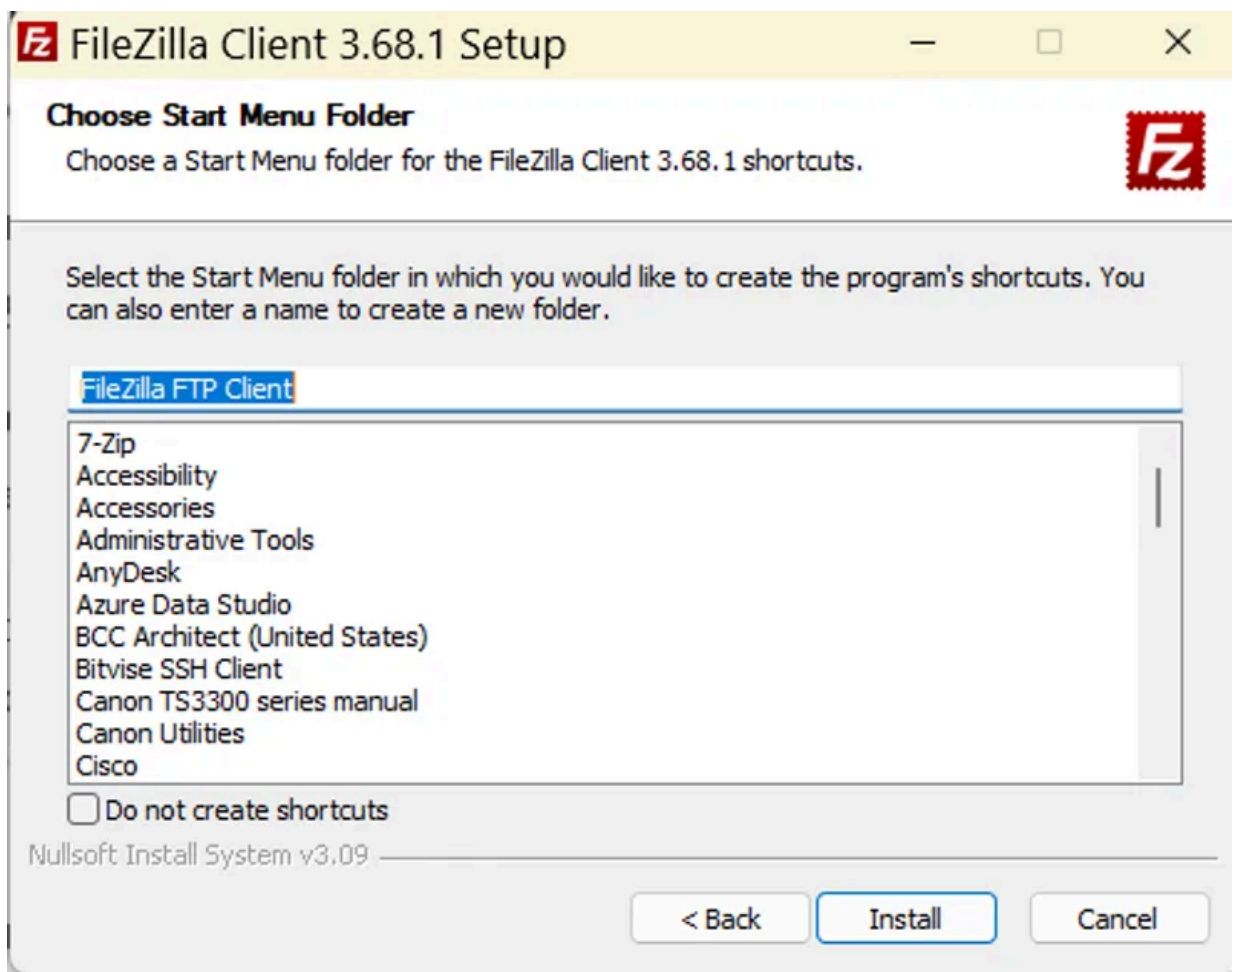 Fz FileZilla Client 3.68.1 Setup
Choose Start Menu Folder
Choose a Start Menu folder for the FileZilla Client 3.68.1 shortcuts.
Fz
Select the Start Menu folder in which you would like to create the program's shortcuts. You
can also enter a name to create a new folder.
FileZilla FTP Client
7-Zip
Accessibility
Accessories
Administrative Tools
AnyDesk
Azure Data Studio
BCC Architect (United States)
Bitvise SSH Client
Canon TS3300 series manual
Canon Utilities
Cisco
Do not create shortcuts
Nullsoft Install System v3.09
< Back Install Cancel